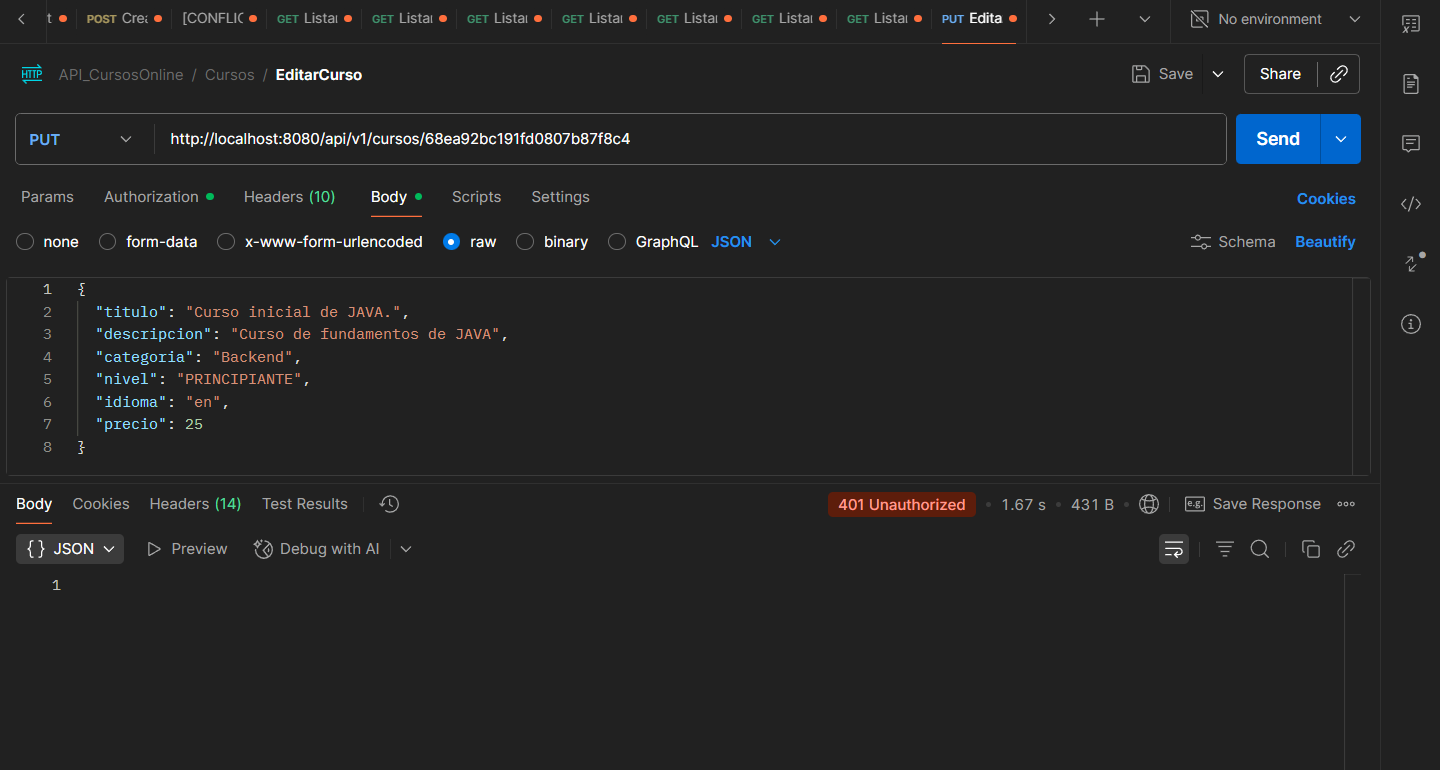 t POST Crea [CONFLIC GET Listar GET Listar GET Listar GET Listar GET Listar GET Listar GET Listar PUT Edita No environment
HTTP API_CursosOnline / Cursos / EditarCurso Save Share
PUT http://localhost:8080/api/v1/cursos/68ea92bc191fd0807b87f8c4 Send
Params Authorization Headers (10) Body Scripts Settings Cookies
none form-data x-www-form-urlencoded raw binary GraphQL JSON Schema Beautify
1 {
2 "titulo": "Curso inicial de JAVA.",
3 "descripcion": "Curso de fundamentos de JAVA",
4 "categoria": "Backend",
5 "nivel": "PRINCIPIANTE",
6 "idioma": "en",
7 "precio": 25
8 }
Body Cookies Headers (14) Test Results 401 Unauthorized • 1.67 s • 431 B • e.g. Save Response
{} JSON Preview Debug with AI
1